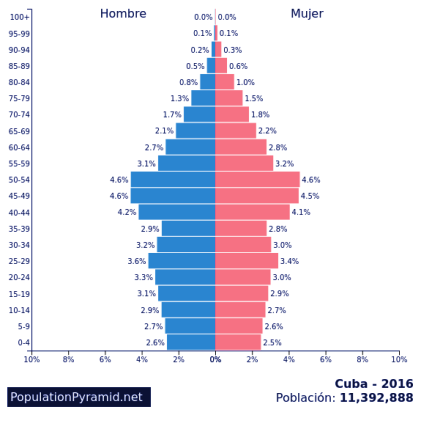 Hombre Mujer
100+ 0.0% 0.0%
95-99 0.1% 0.1%
90-94 0.2% 0.3%
85-89 0.5% 0.6%
80-84 0.8% 1.0%
75-79 1.3% 1.5%
70-74 1.7% 1.8%
65-69 2.1% 2.2%
60-64 2.7% 2.8%
55-59 3.1% 3.2%
50-54 4.6% 4.6%
45-49 4.6% 4.5%
40-44 4.2% 4.1%
35-39 2.9% 2.8%
30-34 3.2% 3.0%
25-29 3.6% 3.4%
20-24 3.3% 3.0%
15-19 3.1% 2.9%
10-14 2.9% 2.7%
5-9 2.7% 2.6%
0-4 2.6% 2.5%
10% 8% 6% 4% 2% 0% 2% 4% 6% 8% 10%
Cuba - 2016
PopulationPyramid.net Población: 11,392,888